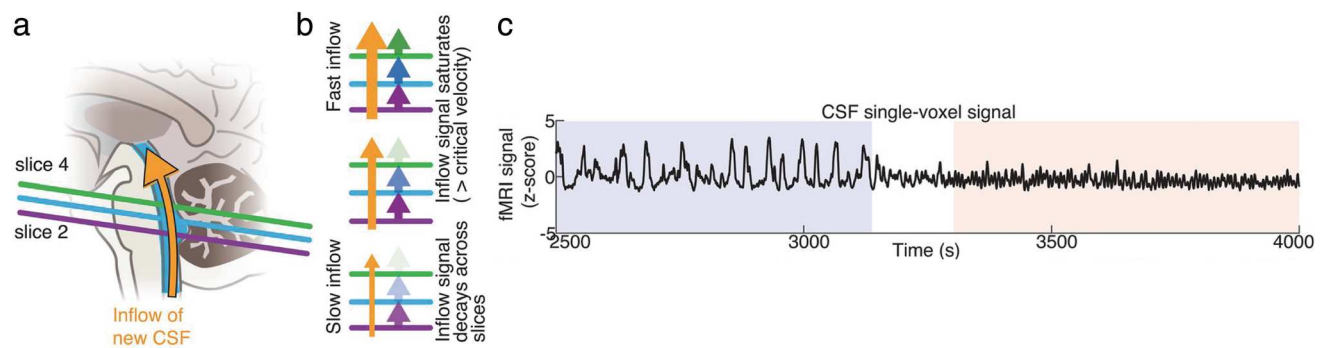 a
slice 4
slice 2
Inflow of
new CSF
b
Fast inflow
Slow inflow
Inflow signal saturates
( > critical velocity)
Inflow signal
decays across
slices
c
CSF single-voxel signal
fMRI signal
(z-score)
5
0
-5
2500
3000
3500
4000
Time (s)